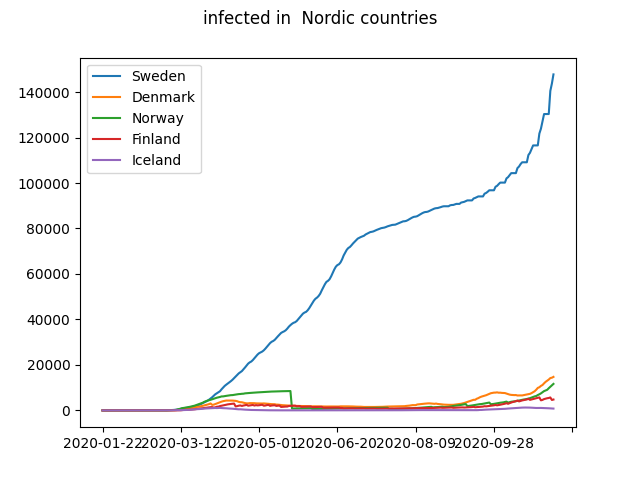 infected in  Nordic countries
Sweden
Denmark
Norway
Finland
Iceland
140000
120000
100000
80000
60000
40000
20000
0
2020-01-22 2020-03-12 2020-05-01 2020-06-20 2020-08-09 2020-09-28